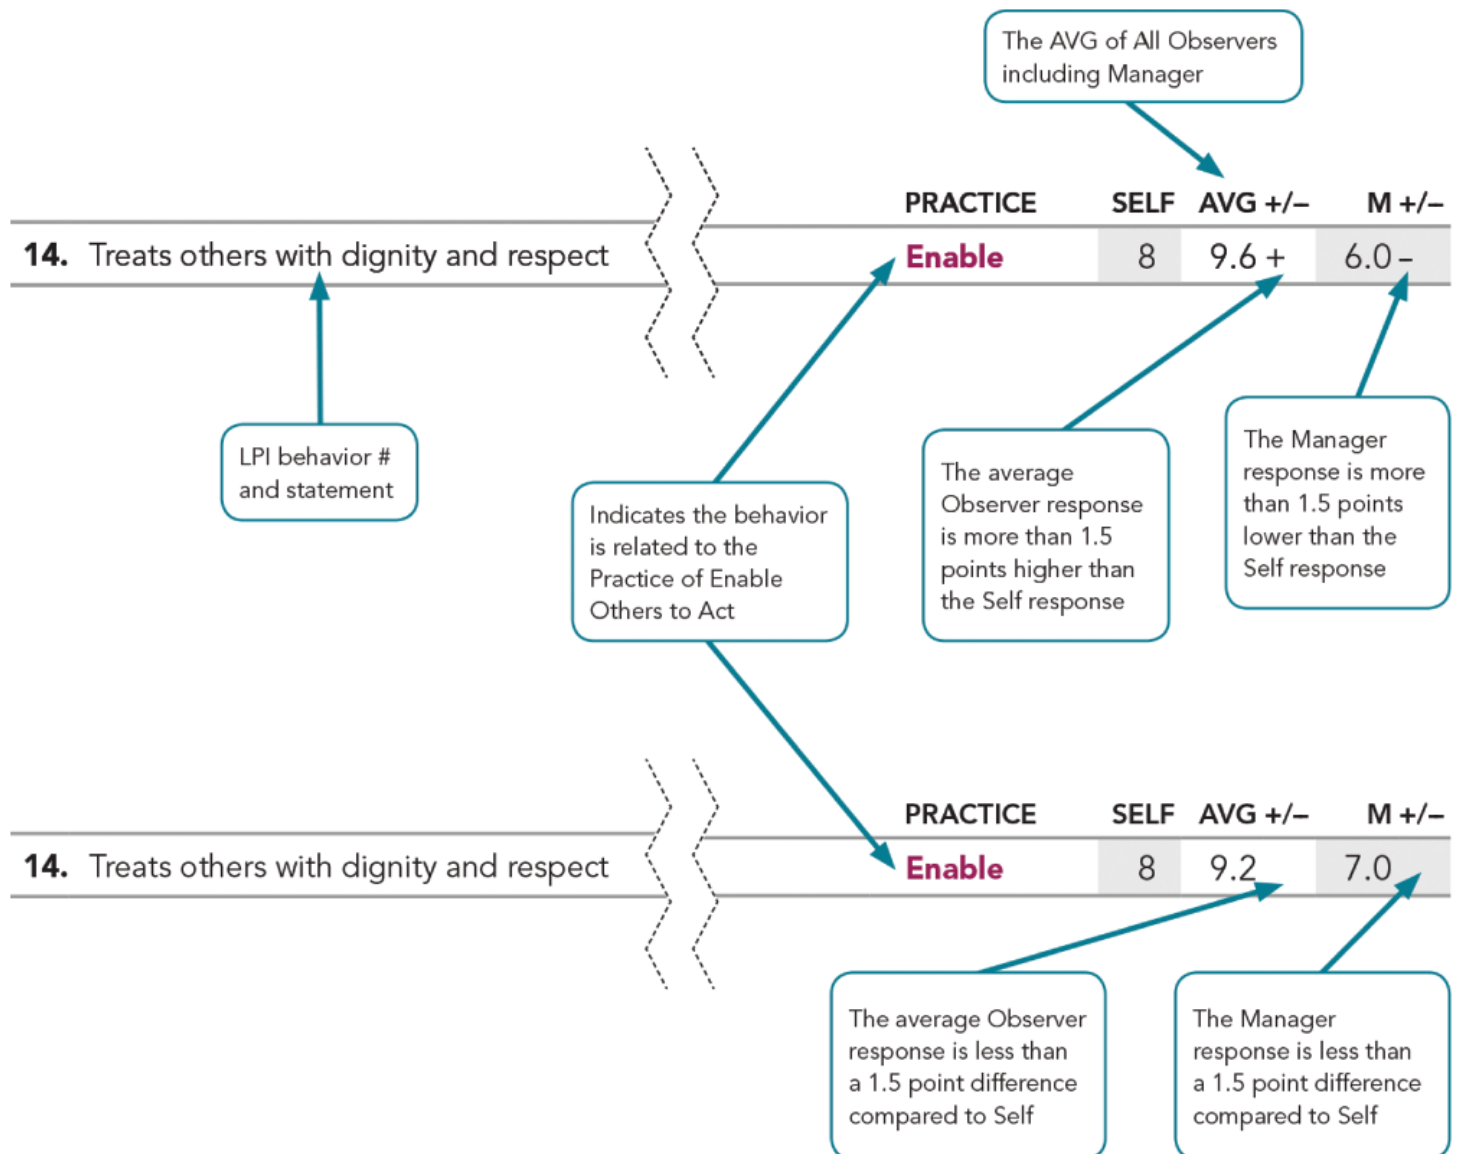 The AVG of All Observers
including Manager
PRACTICE SELF AVG +/– M +/–
14. Treats others with dignity and respect Enable 8 9.6 + 6.0 –
LPI behavior #
and statement
Indicates the behavior
is related to the
Practice of Enable
Others to Act
The average
Observer response
is more than 1.5
points higher than
the Self response
The Manager
response is more
than 1.5 points
lower than the
Self response
PRACTICE SELF AVG +/– M +/–
14. Treats others with dignity and respect Enable 8 9.2 7.0
The average Observer
response is less than
a 1.5 point difference
compared to Self
The Manager
response is less than
a 1.5 point difference
compared to Self